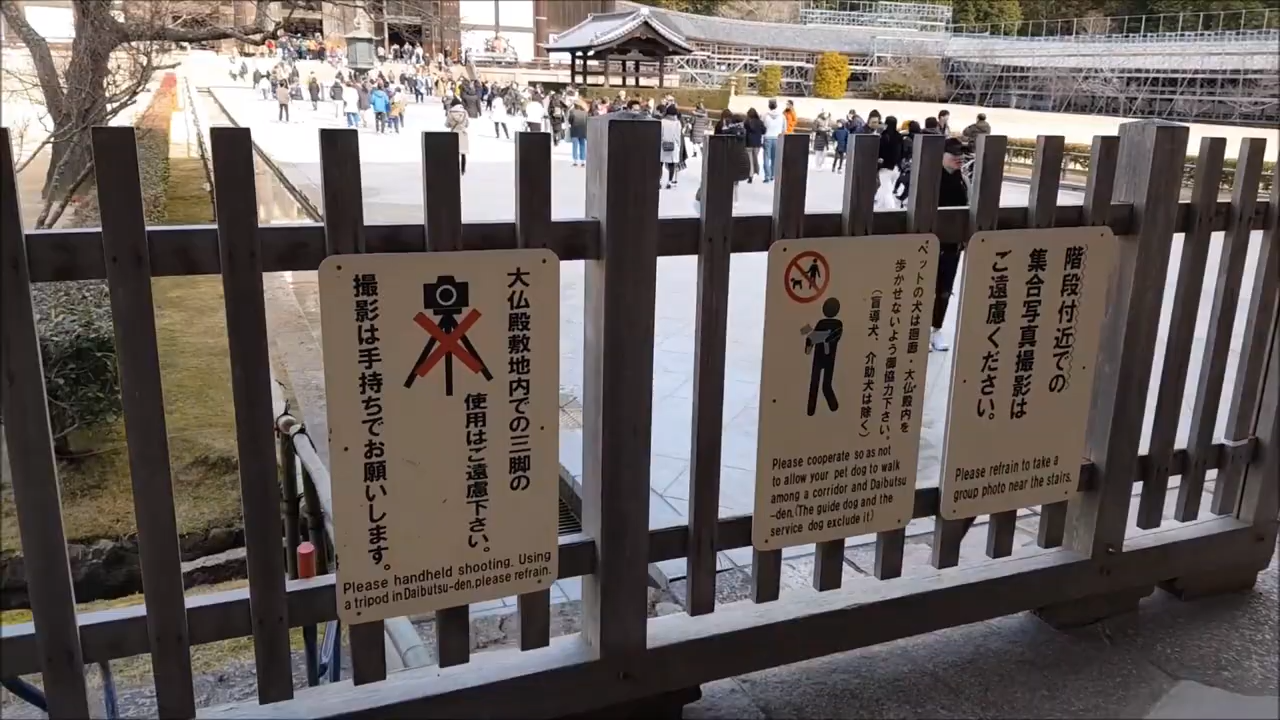 大仏殿敷地内での三脚の
使用はご遠慮下さい。
撮影は手持ちでお願いします。
Please handheld shooting. Using
a tripod in Daibutsu-den,please refrain.
ペットの犬は廻廊・大仏殿内を
歩かせないよう御協力下さい。
(盲導犬、介助犬は除く)
Please cooperate so as not
to allow your pet dog to walk
among a corridor and Daibutsu
-den.(The guide dog and the
service dog exclude it)
階段付近での
集合写真撮影は
ご遠慮ください。
Please refrain to take a
group photo near the stairs.